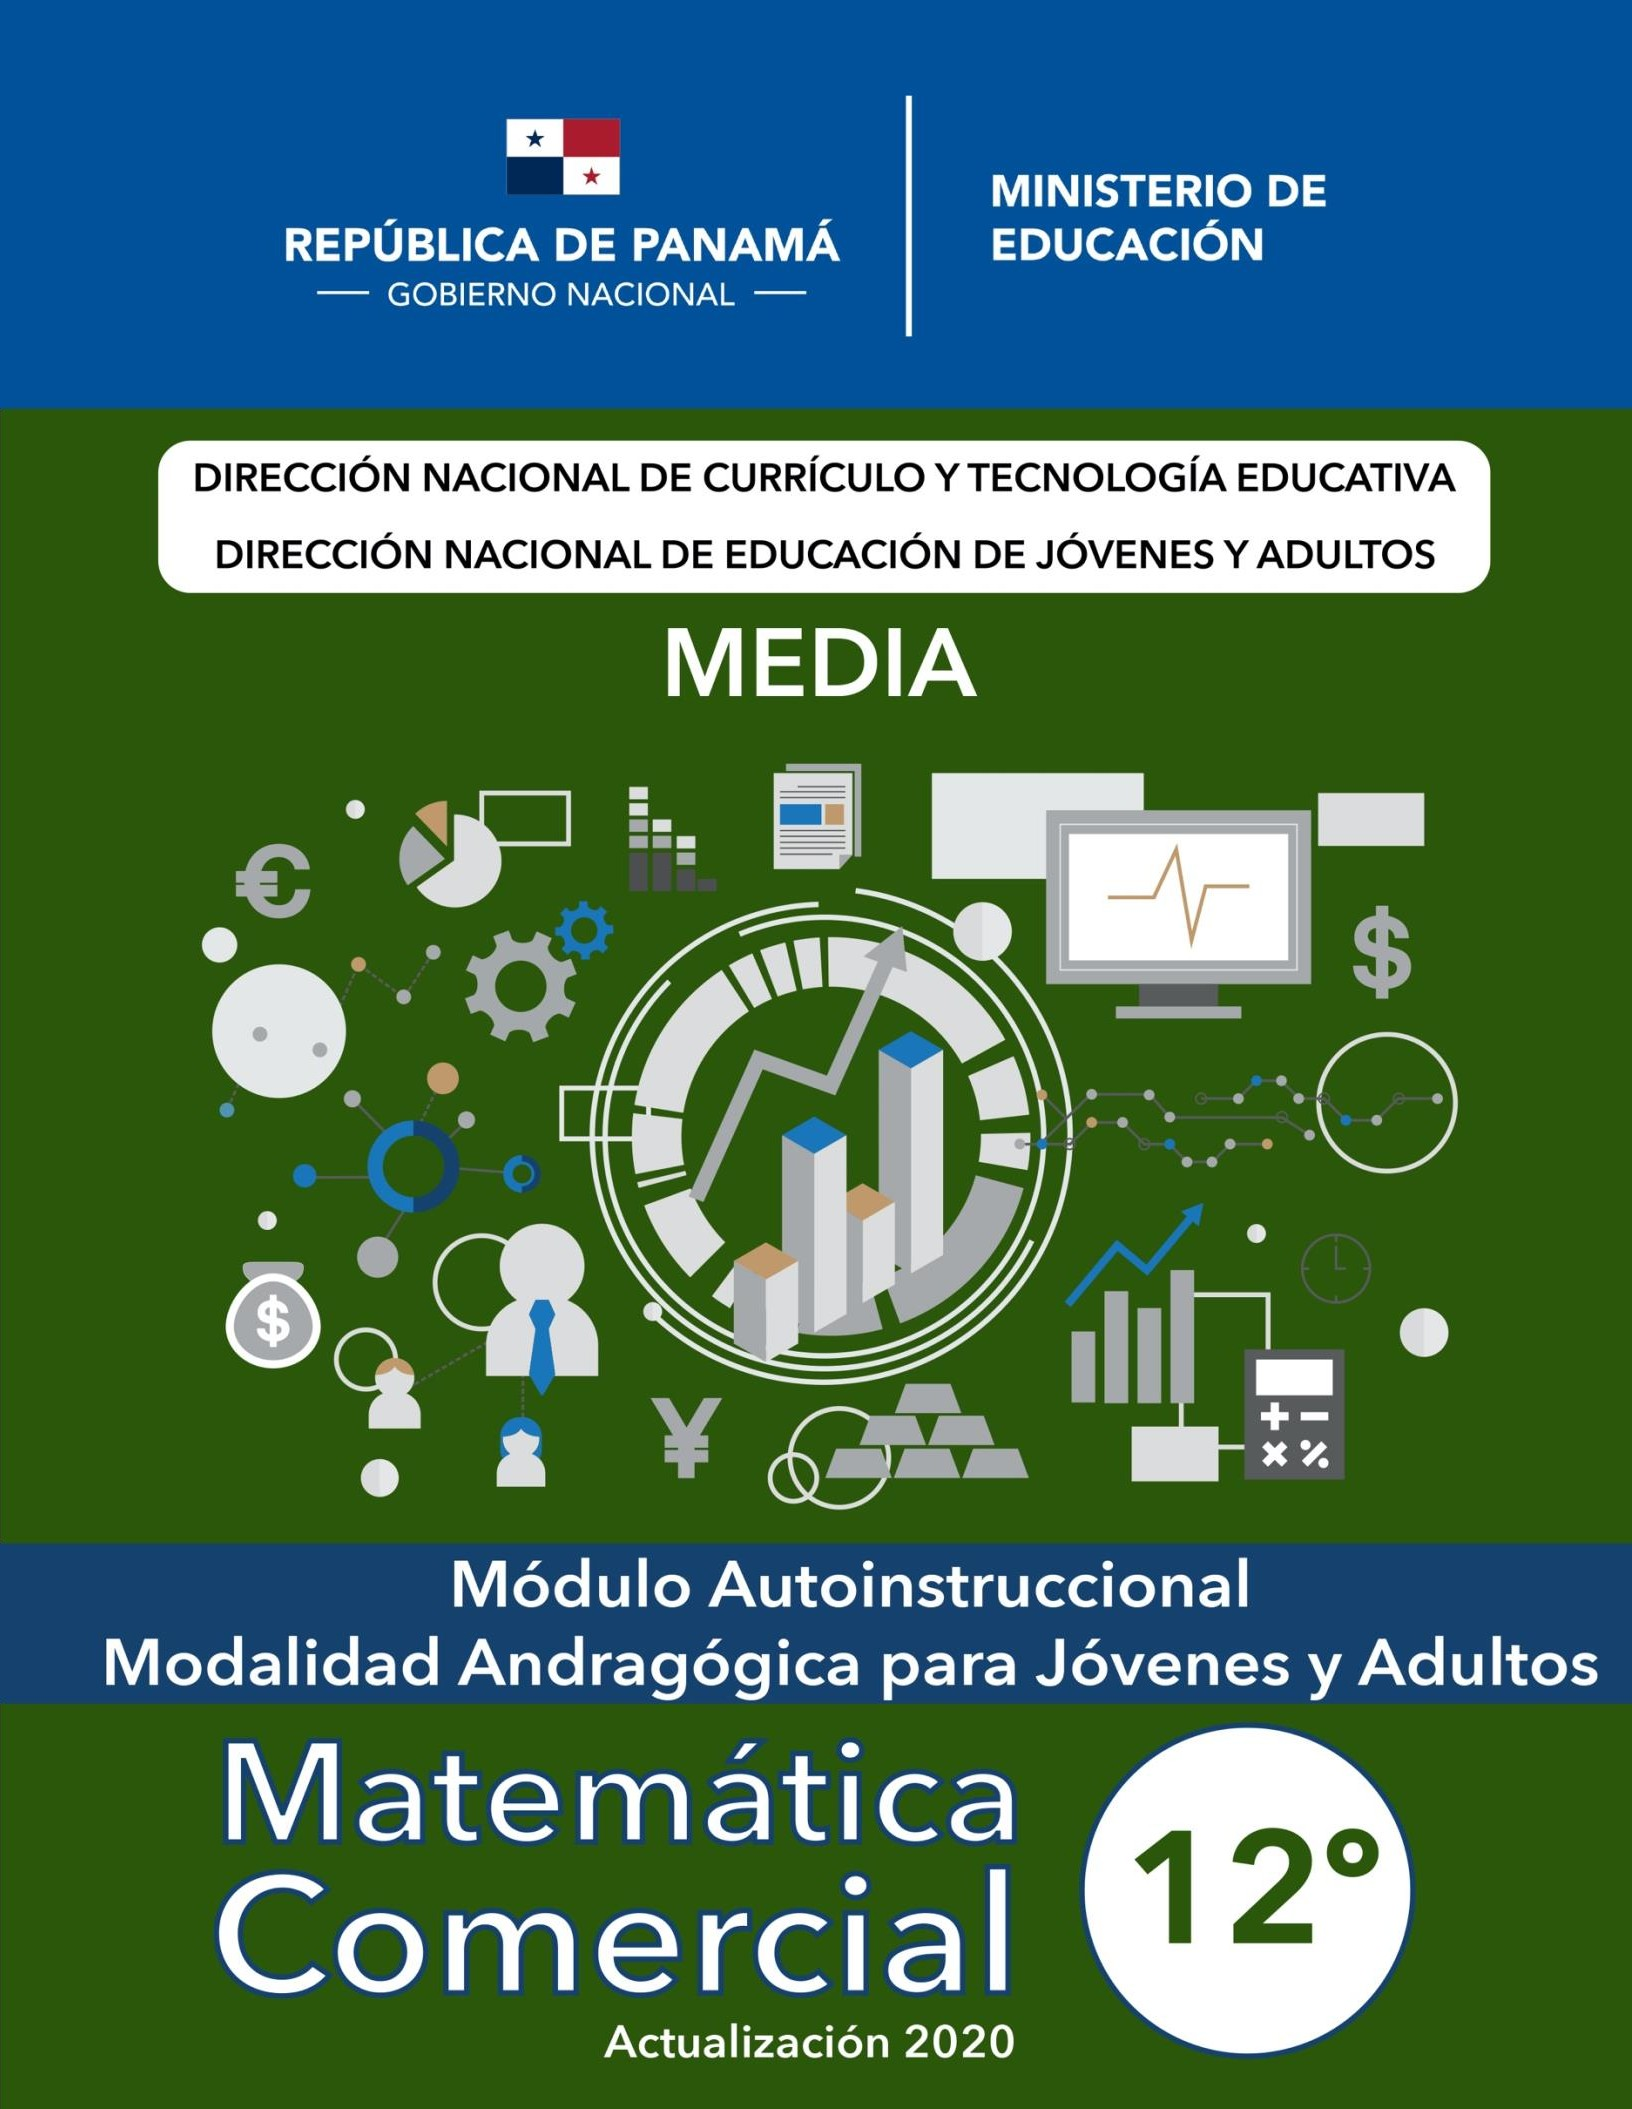 REPÚBLICA DE PANAMÁ
— GOBIERNO NACIONAL —
MINISTERIO DE
EDUCACIÓN
DIRECCIÓN NACIONAL DE CURRÍCULO Y TECNOLOGÍA EDUCATIVA
DIRECCIÓN NACIONAL DE EDUCACIÓN DE JÓVENES Y ADULTOS
MEDIA
Módulo Autoinstruccional
Modalidad Andragógica para Jóvenes y Adultos
Matemática
Comercial
12°
Actualización 2020